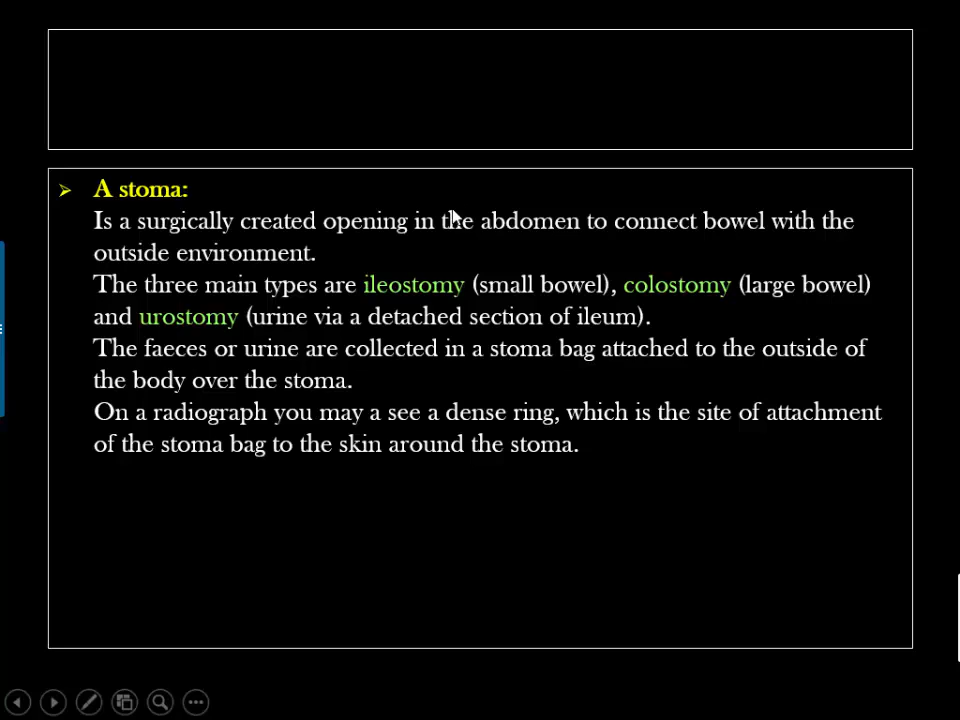 A stoma:
Is a surgically created opening in the abdomen to connect bowel with the
outside environment.
The three main types are ileostomy (small bowel), colostomy (large bowel)
and urostomy (urine via a detached section of ileum).
The faeces or urine are collected in a stoma bag attached to the outside of
the body over the stoma.
On a radiograph you may a see a dense ring, which is the site of attachment
of the stoma bag to the skin around the stoma.